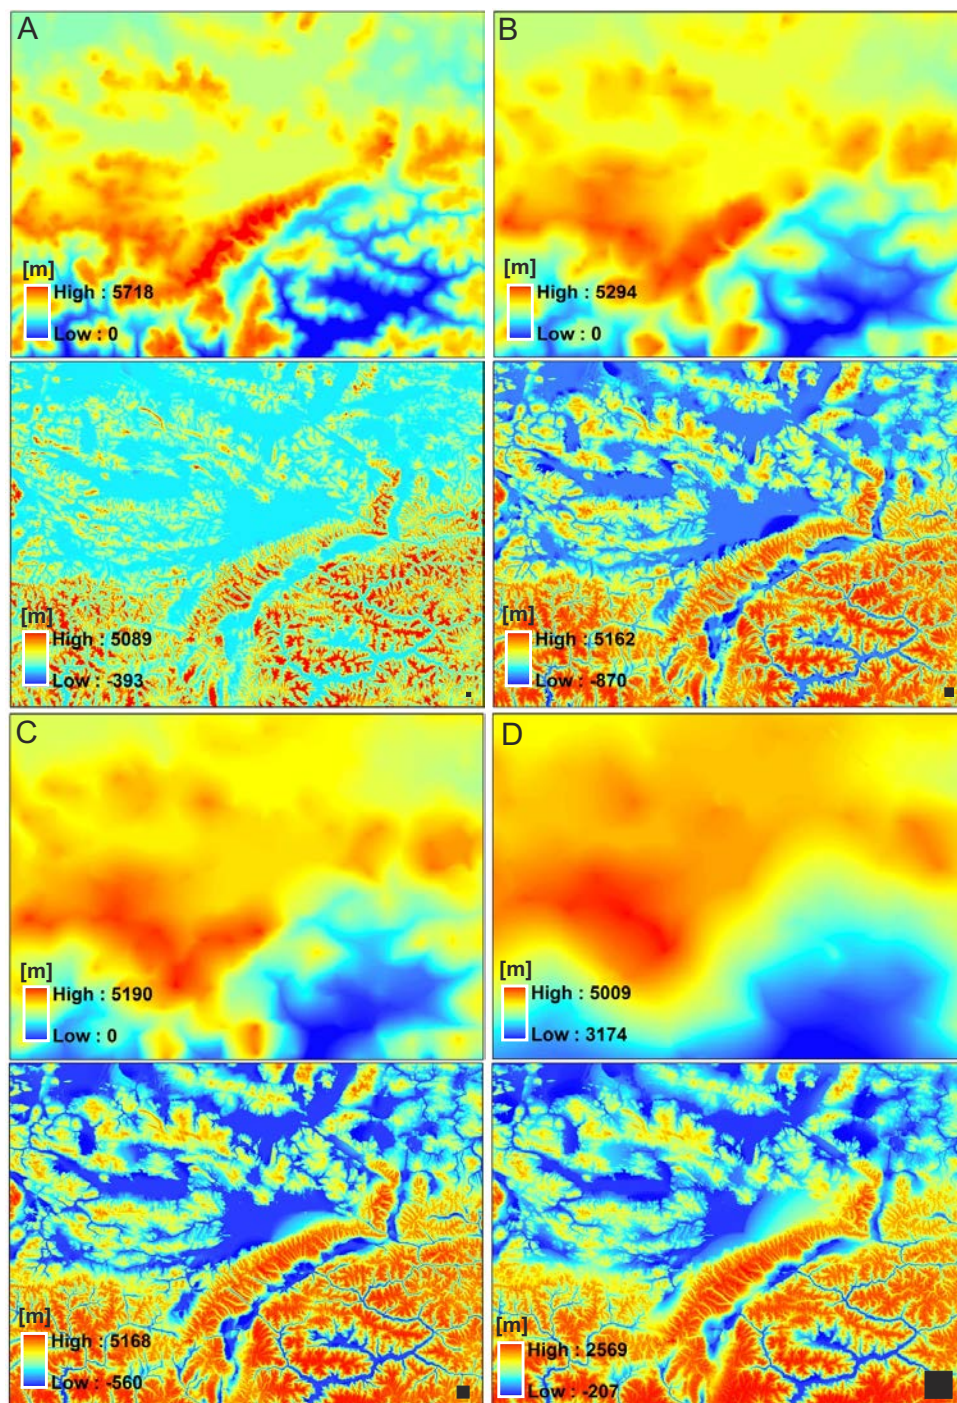 A
[m]
High : 5718
Low : 0
B
[m]
High : 5294
Low : 0
[m]
High : 5089
Low : -393
[m]
High : 5162
Low : -870
C
[m]
High : 5190
Low : 0
D
[m]
High : 5009
Low : 3174
[m]
High : 5168
Low : -560
[m]
High : 2569
Low : -207